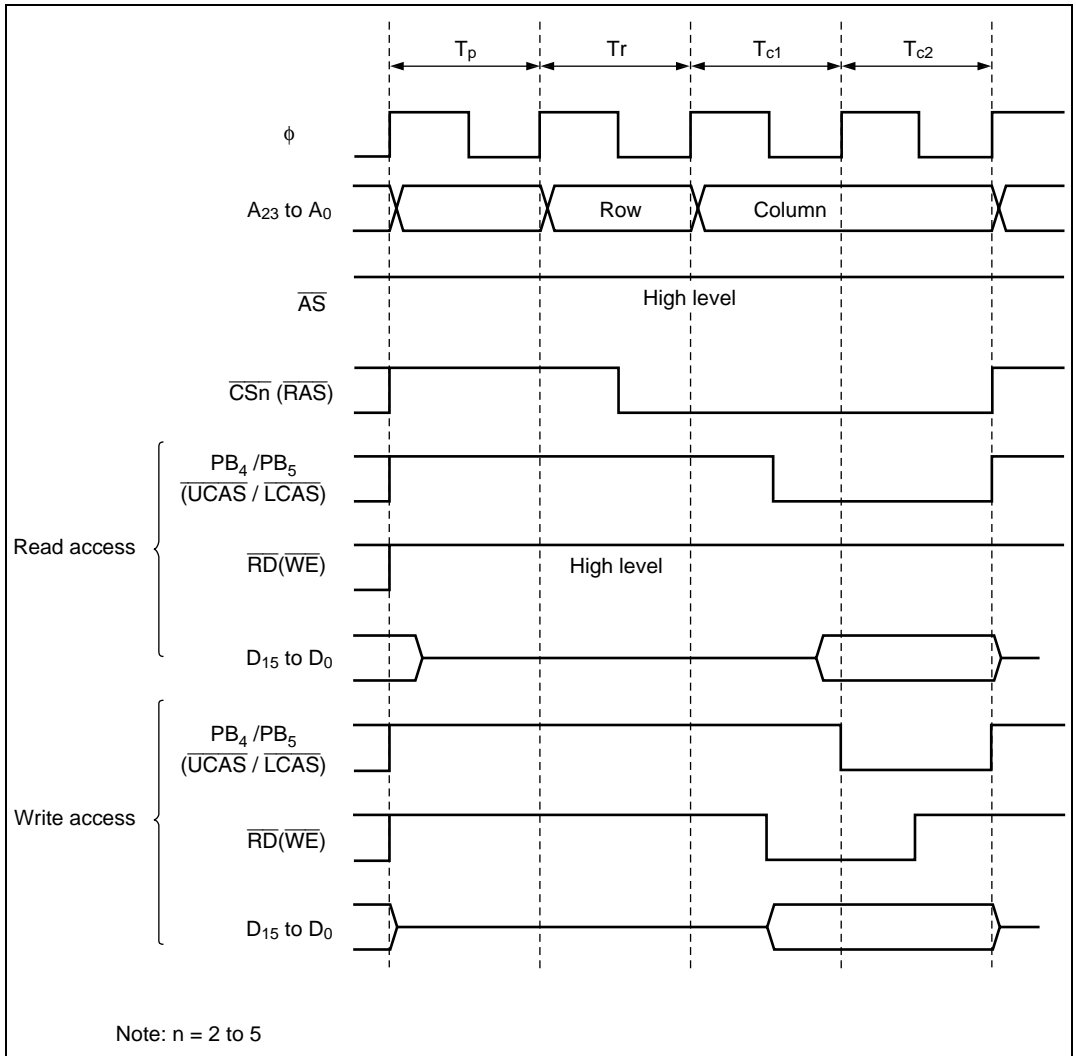 Tp Tr Tc1 Tc2
φ
A23 to A0 Row Column
AS High level
CSn (RAS)
Read access
PB4 /PB5
(UCAS / LCAS)
RD(WE) High level
D15 to D0
Write access
PB4 /PB5
(UCAS / LCAS)
RD(WE)
D15 to D0
Note: n = 2 to 5